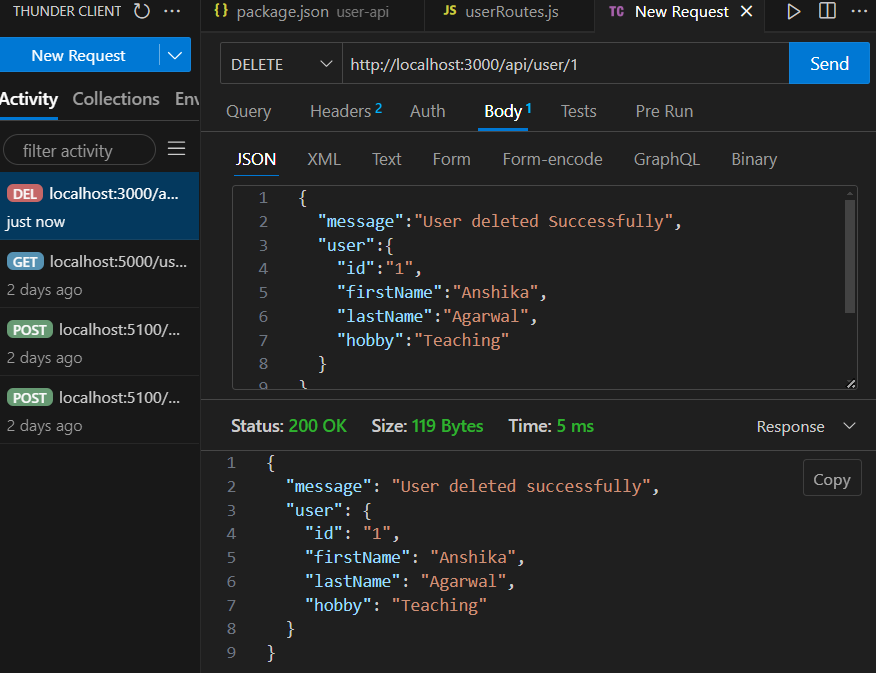 THUNDER CLIENT
{} package.json user-api
JS userRoutes.js
TC New Request
New Request
DELETE
http://localhost:3000/api/user/1
Send
Activity Collections Env
Query Headers 2 Auth Body 1 Tests Pre Run
filter activity
JSON XML Text Form Form-encode GraphQL Binary
DEL localhost:3000/a...
just now
GET localhost:5000/us...
2 days ago
POST localhost:5100/...
2 days ago
POST localhost:5100/...
2 days ago
1 {
2 "message":"User deleted Successfully",
3 "user":{
4 "id":"1",
5 "firstName":"Anshika",
6 "lastName":"Agarwal",
7 "hobby":"Teaching"
8 }
9 }
Status: 200 OK Size: 119 Bytes Time: 5 ms Response
Copy
1 {
2 "message": "User deleted successfully",
3 "user": {
4 "id": "1",
5 "firstName": "Anshika",
6 "lastName": "Agarwal",
7 "hobby": "Teaching"
8 }
9 }